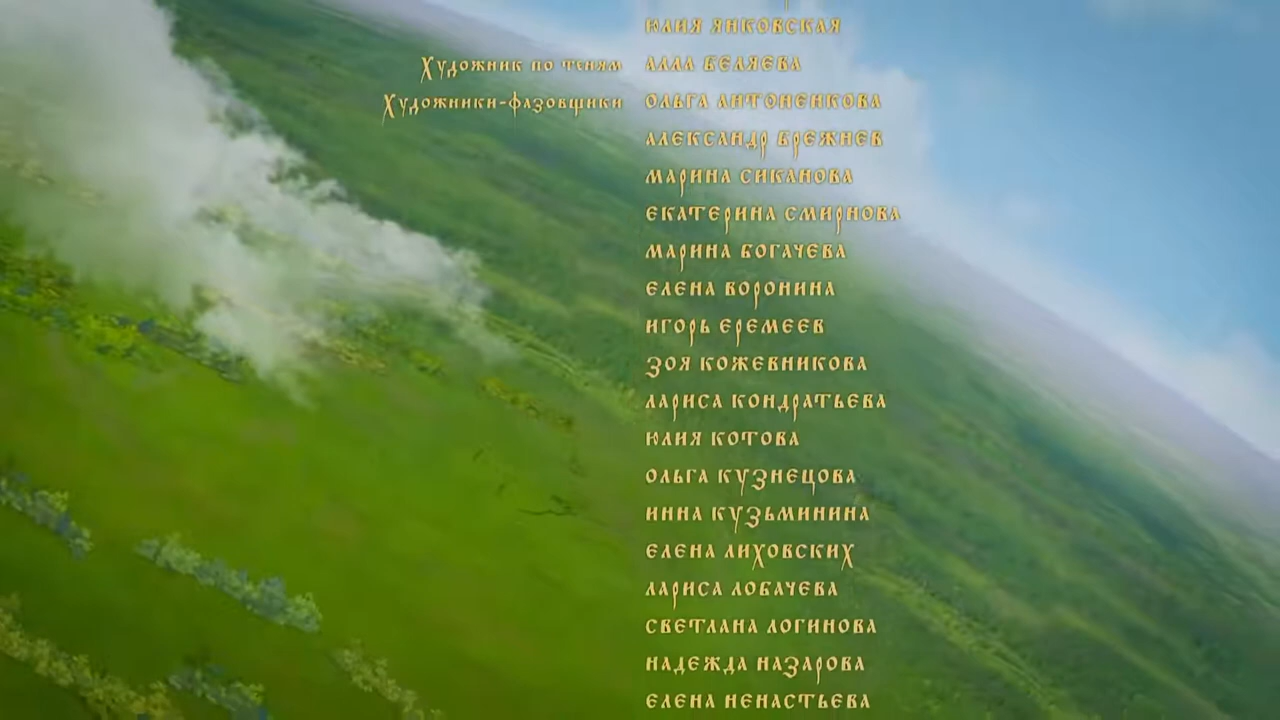 ЮЛИЯ ЯНКОВСКАЯ
Художник по теням АЛЛА БЕЛЯЕВА
Художники-фазовщики ОЛЬГА АНТОНЕНКОВА
АЛЕКСАНДР БРЕЖНЕВ
МАРИНА СИКАНОВА
ЕКАТЕРИНА СМИРНОВА
МАРИНА БОГАЧЕВА
ЕЛЕНА ВОРОНИНА
ИГОРЬ ЕРЕМЕЕВ
ЗОЯ КОЖЕВНИКОВА
ЛАРИСА КОНДРАТЬЕВА
ЮЛИЯ КОТОВА
ОЛЬГА КУЗНЕЦОВА
ИННА КУЗЬМИНИНА
ЕЛЕНА ЛИХОВСКИХ
ЛАРИСА ЛОБАЧЕВА
СВЕТЛАНА ЛОГИНОВА
НАДЕЖДА НАЗАРОВА
ЕЛЕНА НЕНАСТЬЕВА